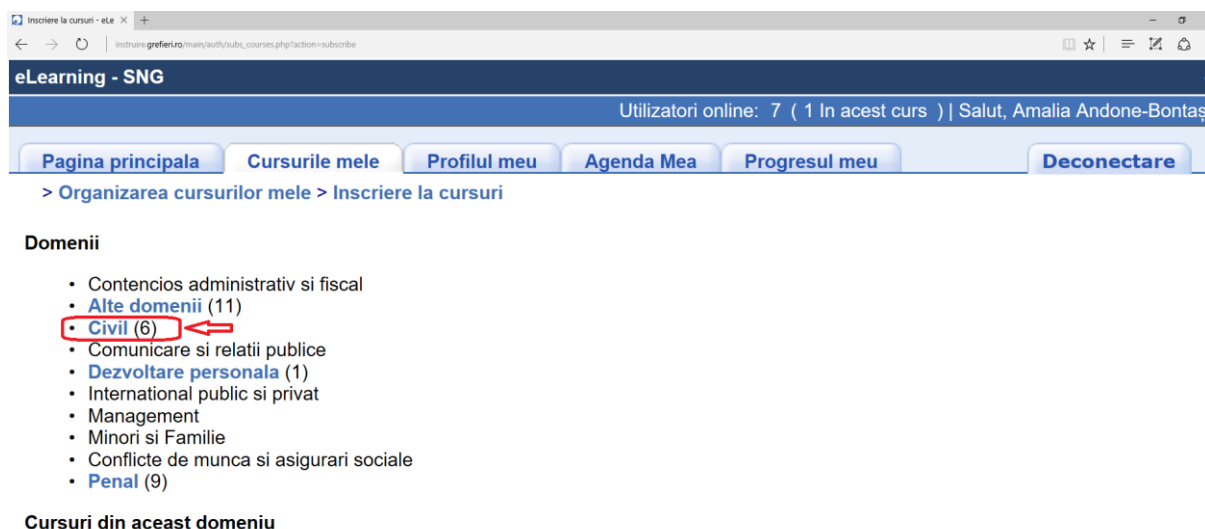 Inscriere la cursuri - eLe
instruire.grefieri.ro/main/auth/subs_courses.php?action=subscribe
eLearning - SNG
Utilizatori online: 7 ( 1 In acest curs ) | Salut, Amalia Andone-Bontaș
Pagina principala Cursurile mele Profilul meu Agenda Mea Progresul meu Deconectare
> Organizarea cursurilor mele > Inscriere la cursuri
Domenii
• Contencios administrativ si fiscal
• Alte domenii (11)
• Civil (6)
• Comunicare si relatii publice
• Dezvoltare personala (1)
• International public si privat
• Management
• Minori si Familie
• Conflicte de munca si asigurari sociale
• Penal (9)
Cursuri din aceast domeniu